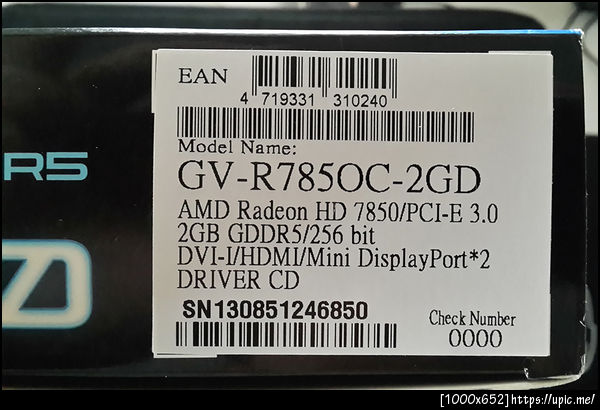 EAN
4 719331 310240
Model Name:
GV-R785OC-2GD
R5
AMD Radeon HD 7850/PCI-E 3.0
2GB GDDR5/256 bit
DVI-I/HDMI/Mini DisplayPort*2
DRIVER CD
SN130851246850
Check Number
0000
[1000x652]https://upic.me/